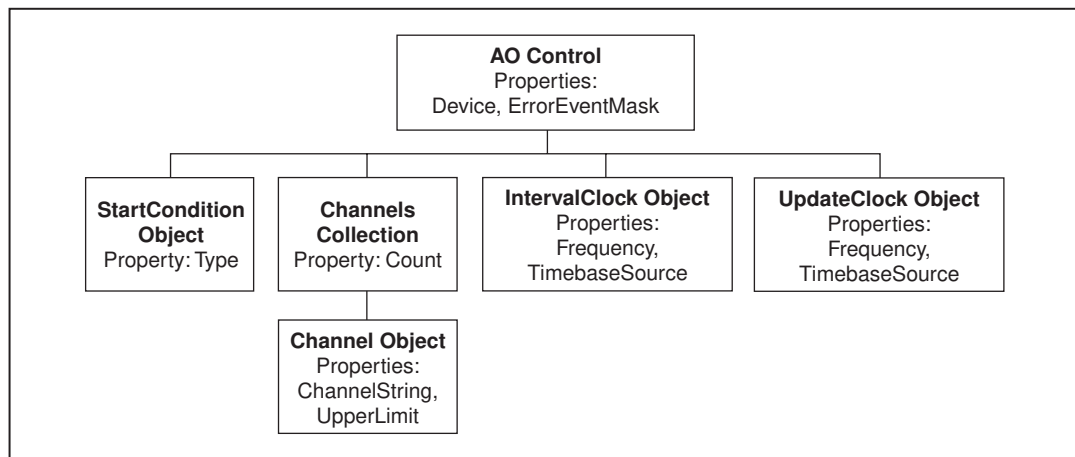 AO Control
Properties:
Device, ErrorEventMask
StartCondition
Object
Property: Type
Channels
Collection
Property: Count
IntervalClock Object
Properties:
Frequency,
TimebaseSource
UpdateClock Object
Properties:
Frequency,
TimebaseSource
Channel Object
Properties:
ChannelString,
UpperLimit